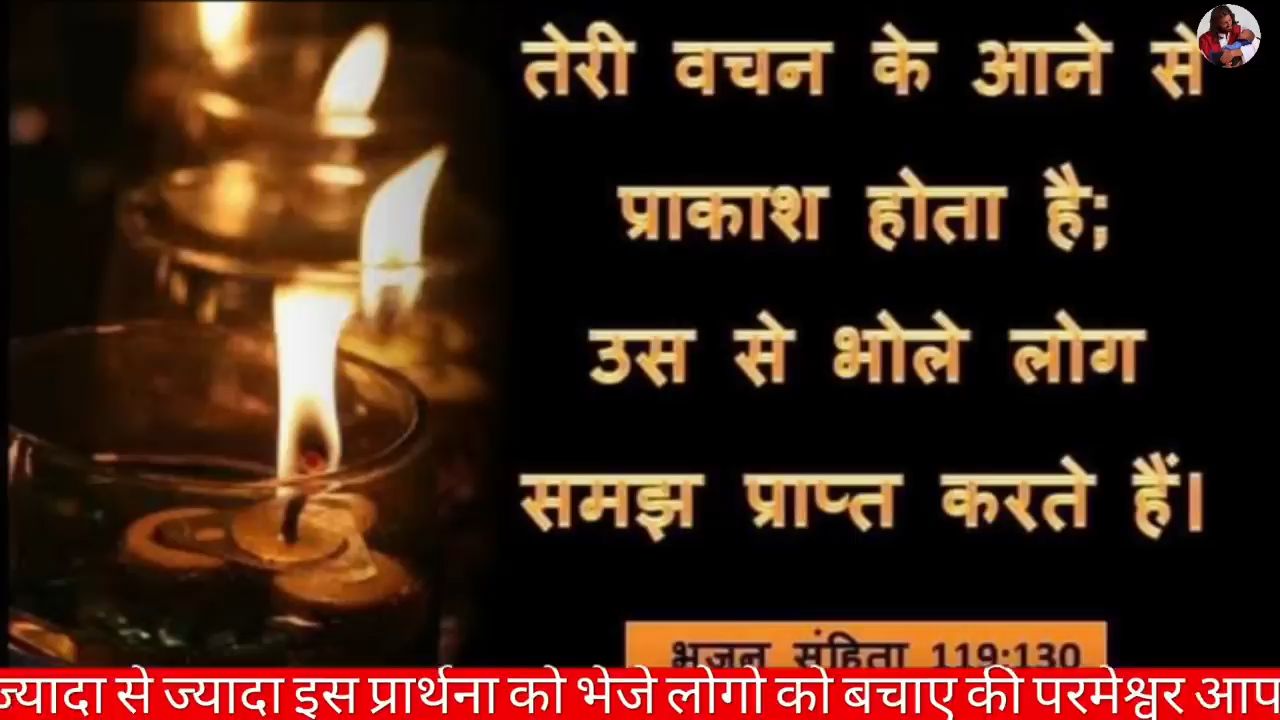 तेरी वचन के आने से
प्राकाश होता है;
उस से भोले लोग
समझ प्राप्त करते हैं।
भजन संहिता 119:130
ज्यादा से ज्यादा इस प्रार्थना को भेजे लोगो को बचाए की परमेश्वर आप